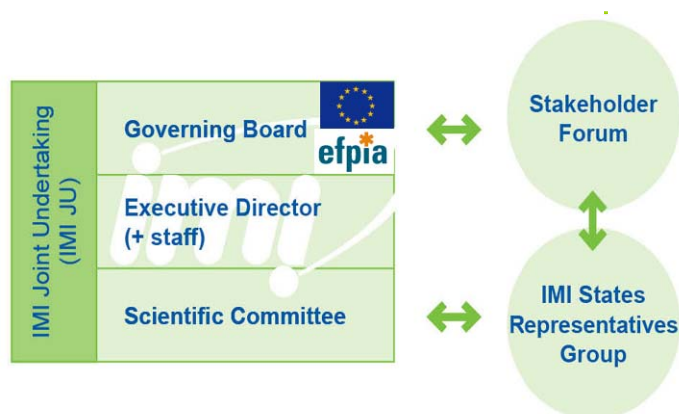 IMI Joint Undertaking
(IMI JU)
Governing Board
efpia
Executive Director
(+ staff)
Scientific Committee
imi
Stakeholder
Forum
IMI States
Representatives
Group